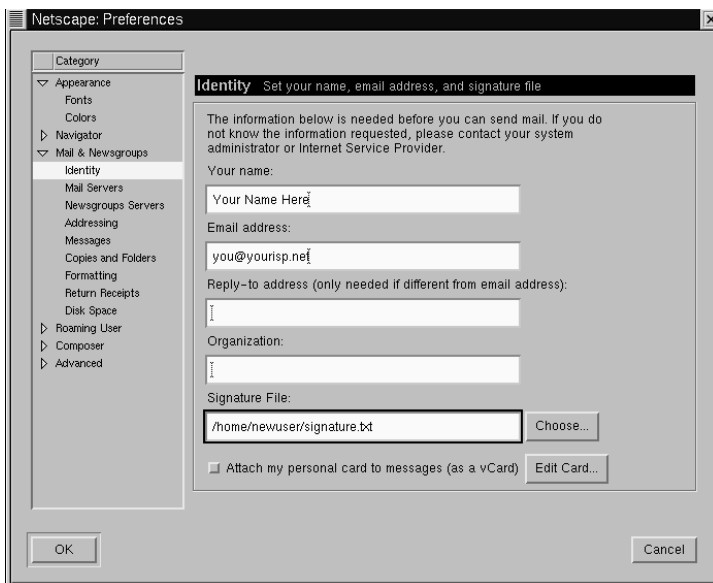 Netscape: Preferences
Category
Appearance
Fonts
Colors
Navigator
Mail & Newsgroups
Identity
Mail Servers
Newsgroups Servers
Addressing
Messages
Copies and Folders
Formatting
Return Receipts
Disk Space
Roaming User
Composer
Advanced
Identity Set your name, email address, and signature file
The information below is needed before you can send mail. If you do
not know the information requested, please contact your system
administrator or Internet Service Provider.
Your name:
Your Name Here
Email address:
you@yourisp.net
Reply-to address (only needed if different from email address):
Organization:
Signature File:
/home/newuser/signature.txt
Choose...
Attach my personal card to messages (as a vCard)
Edit Card...
OK
Cancel